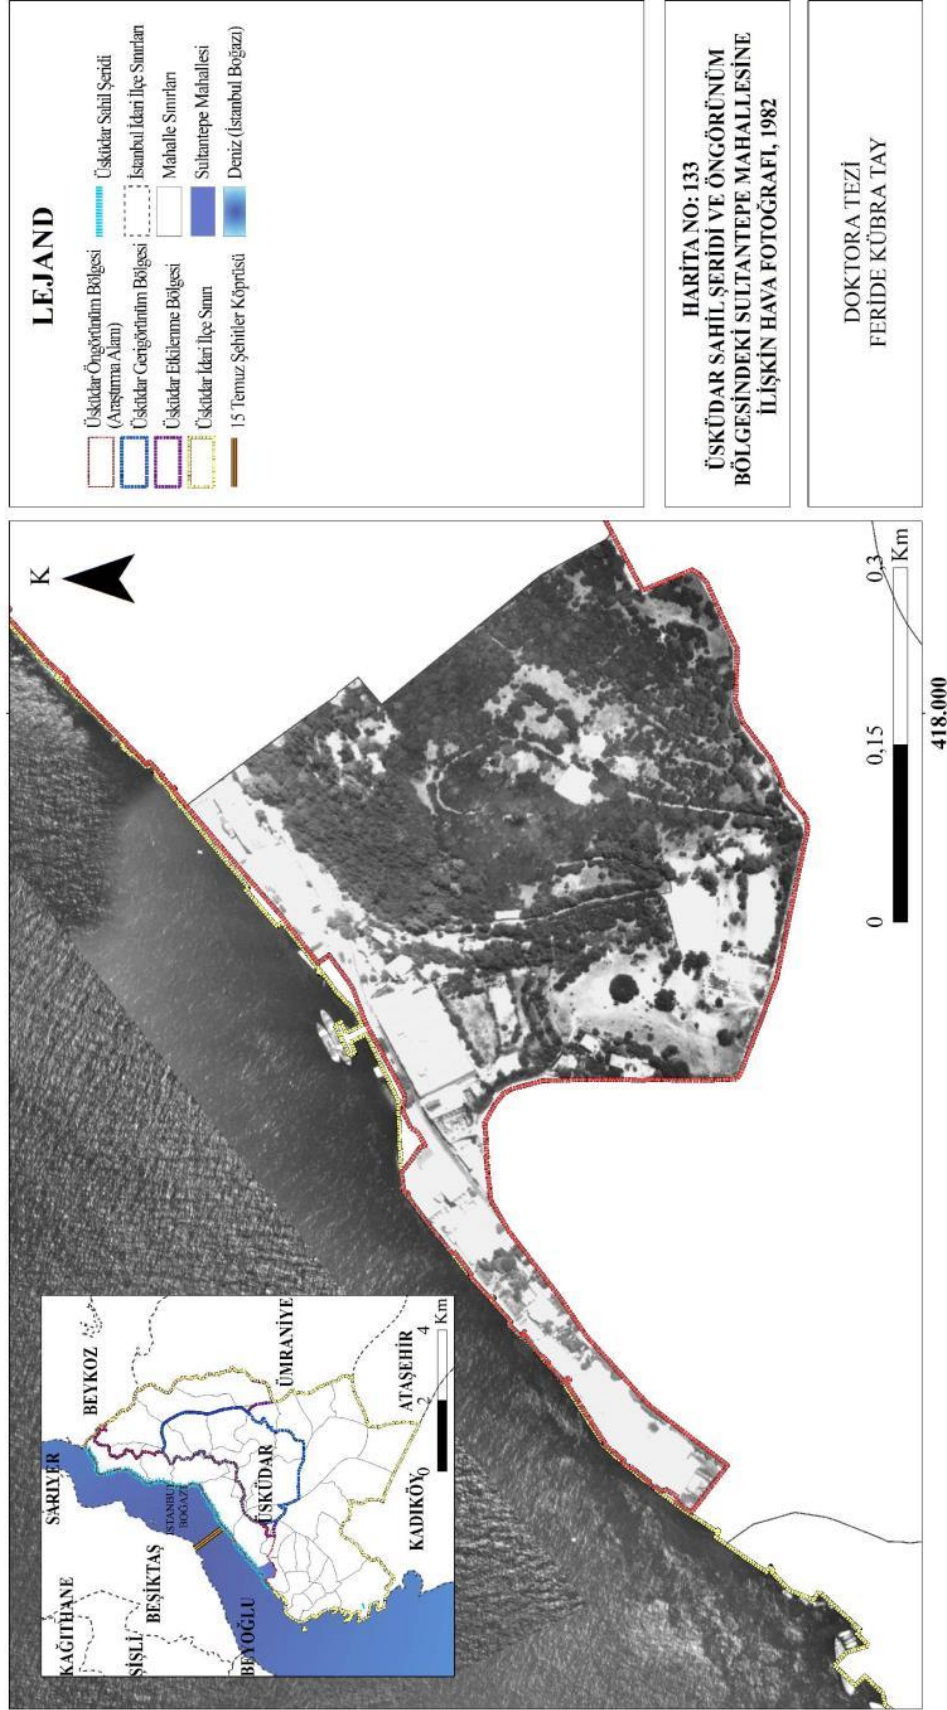 LEJAND
Üsküdar Öngörünüm Bölgesi
(Araştırma Alanı)
Üsküdar Gerigörünüm Bölgesi
Üsküdar Etkilenme Bölgesi
Üsküdar İdari İlçe Sınırı
15 Temuz Şehitler Köprüsü
Üsküdar Sahil Şeridi
İstanbul İdari İlçe Sınırları
Mahalle Sınırları
Sultantepe Mahallesi
Deniz (İstanbul Boğazı)
HARİTA NO: 133
ÜSKÜDAR SAHİL ŞERİDİ VE ÖNGÖRÜNÜM
BÖLGESİNDEKİ SULTANTEPE MAHALLESİNE
İLİŞKİN HAVA FOTOĞRAFI, 1982
DOKTORA TEZİ
FERİDE KÜBRA TAY
K
0 0,15 0,3
Km
418.000
KAĞITHANE
SARIYER
BEYKOZ
ŞİŞLİ
BEŞİKTAŞ
İSTANBUL
BOĞAZI
BEYOĞLU
ÜSKÜDAR
ÜMRANİYE
KADIKÖY
ATAŞEHİR
0 2 4
Km